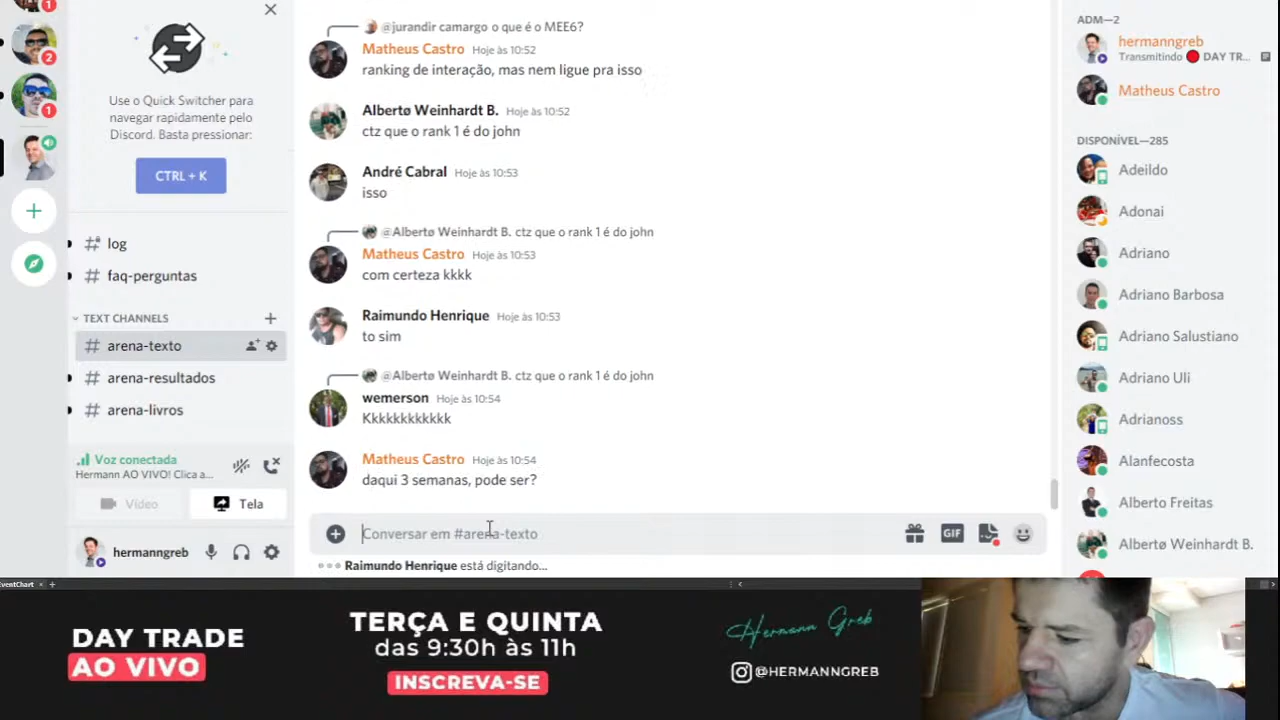 1
2
1
Use o Quick Switcher para
navegar rapidamente pelo
Discord. Basta pressionar:
CTRL + K
log
faq-perguntas
TEXT CHANNELS
arena-texto
arena-resultados
arena-livros
Voz conectada
Hermann AO VIVO! Clica a...
Vídeo
Tela
hermanngreb
@jurandir camargo o que é o MEE6?
Matheus Castro Hoje às 10:52
ranking de interação, mas nem ligue pra isso
Albertø Weinhardt B. Hoje às 10:52
ctz que o rank 1 é do john
André Cabral Hoje às 10:53
isso
@Albertø Weinhardt B. ctz que o rank 1 é do john
Matheus Castro Hoje às 10:53
com certeza kkkk
Raimundo Henrique Hoje às 10:53
to sim
@Albertø Weinhardt B. ctz que o rank 1 é do john
wemerson Hoje às 10:54
Kkkkkkkkkkk
Matheus Castro Hoje às 10:54
daqui 3 semanas, pode ser?
Conversar em #arena-texto
GIF
Raimundo Henrique está digitando...
ADM—2
hermanngreb
Transmitindo DAY TR...
Matheus Castro
DISPONÍVEL—285
Adeildo
Adonai
Adriano
Adriano Barbosa
Adriano Salustiano
Adriano Uli
Adrianoss
Alanfecosta
Alberto Freitas
Albertø Weinhardt B.
EventChart
DAY TRADE
AO VIVO
TERÇA E QUINTA
das 9:30h às 11h
INSCREVA-SE
Hermann Greb
@HERMANNGREB